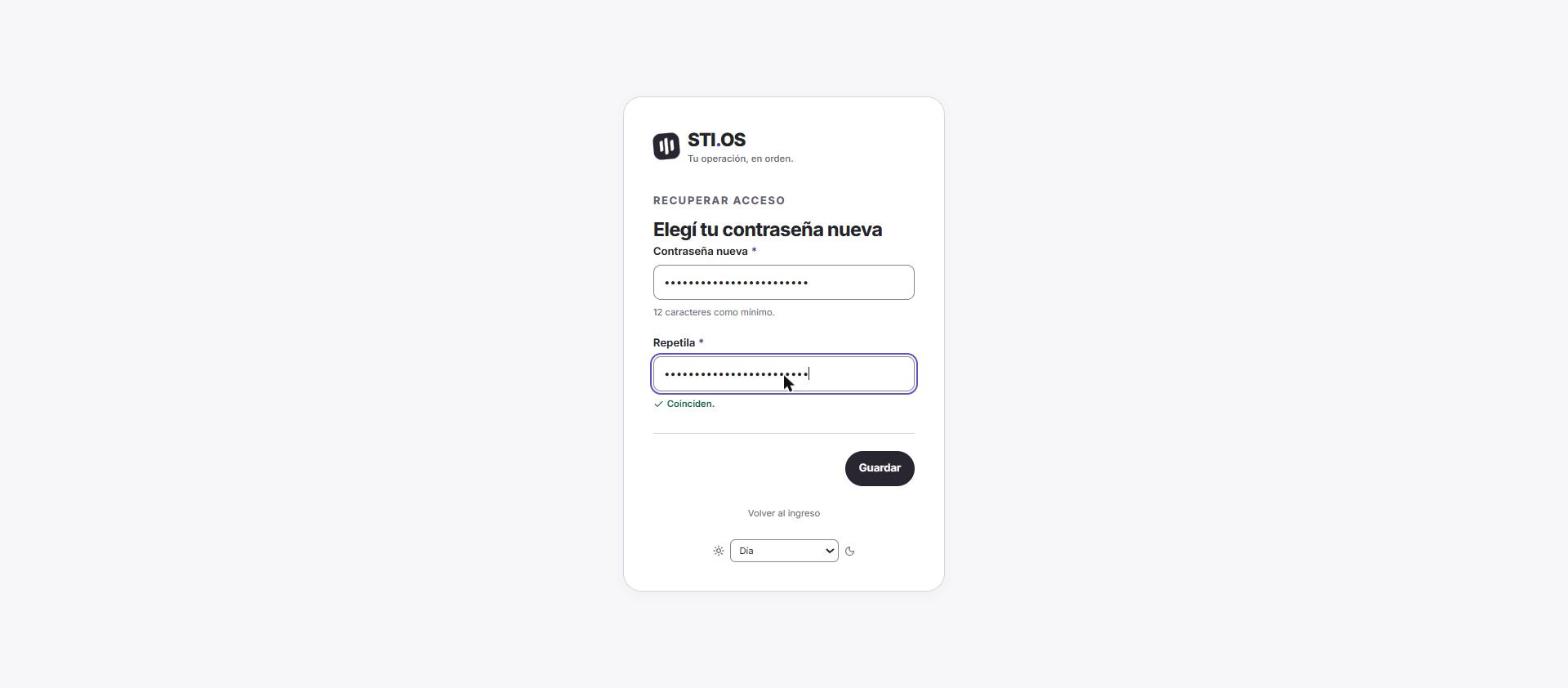 STI.OS
Tu operación, en orden.
RECUPERAR ACCESO
Elegí tu contraseña nueva
Contraseña nueva *
••••••••••••••••••••••••
12 caracteres como mínimo.
Repetila *
••••••••••••••••••••••••
Coinciden.
Guardar
Volver al ingreso
Día